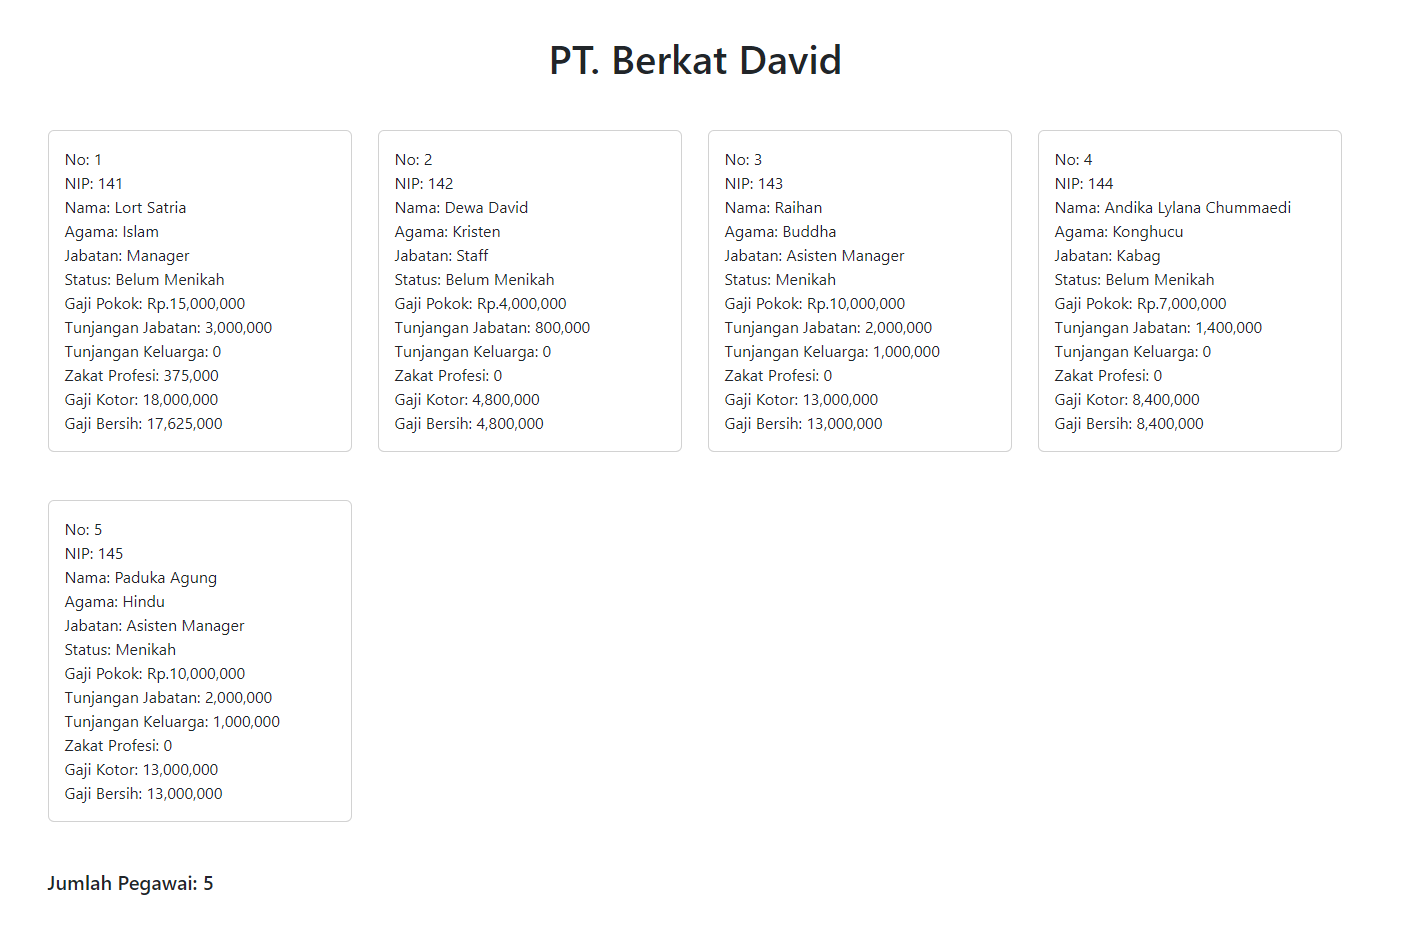 PT. Berkat David
No: 1
NIP: 141
Nama: Lort Satria
Agama: Islam
Jabatan: Manager
Status: Belum Menikah
Gaji Pokok: Rp.15,000,000
Tunjangan Jabatan: 3,000,000
Tunjangan Keluarga: 0
Zakat Profesi: 375,000
Gaji Kotor: 18,000,000
Gaji Bersih: 17,625,000
No: 2
NIP: 142
Nama: Dewa David
Agama: Kristen
Jabatan: Staff
Status: Belum Menikah
Gaji Pokok: Rp.4,000,000
Tunjangan Jabatan: 800,000
Tunjangan Keluarga: 0
Zakat Profesi: 0
Gaji Kotor: 4,800,000
Gaji Bersih: 4,800,000
No: 3
NIP: 143
Nama: Raihan
Agama: Buddha
Jabatan: Asisten Manager
Status: Menikah
Gaji Pokok: Rp.10,000,000
Tunjangan Jabatan: 2,000,000
Tunjangan Keluarga: 1,000,000
Zakat Profesi: 0
Gaji Kotor: 13,000,000
Gaji Bersih: 13,000,000
No: 4
NIP: 144
Nama: Andika Lylana Chummaedi
Agama: Konghucu
Jabatan: Kabag
Status: Belum Menikah
Gaji Pokok: Rp.7,000,000
Tunjangan Jabatan: 1,400,000
Tunjangan Keluarga: 0
Zakat Profesi: 0
Gaji Kotor: 8,400,000
Gaji Bersih: 8,400,000
No: 5
NIP: 145
Nama: Paduka Agung
Agama: Hindu
Jabatan: Asisten Manager
Status: Menikah
Gaji Pokok: Rp.10,000,000
Tunjangan Jabatan: 2,000,000
Tunjangan Keluarga: 1,000,000
Zakat Profesi: 0
Gaji Kotor: 13,000,000
Gaji Bersih: 13,000,000
Jumlah Pegawai: 5